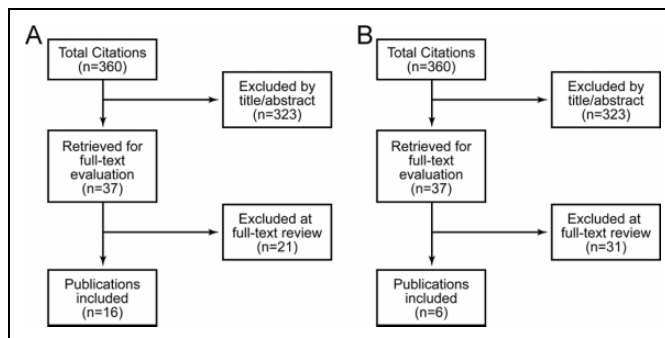 A
Total Citations
(n=360)
Excluded by
title/abstract
(n=323)
Retrieved for
full-text
evaluation
(n=37)
Excluded at
full-text review
(n=21)
Publications
included
(n=16)
B
Total Citations
(n=360)
Excluded by
title/abstract
(n=323)
Retrieved for
full-text
evaluation
(n=37)
Excluded at
full-text review
(n=31)
Publications
included
(n=6)